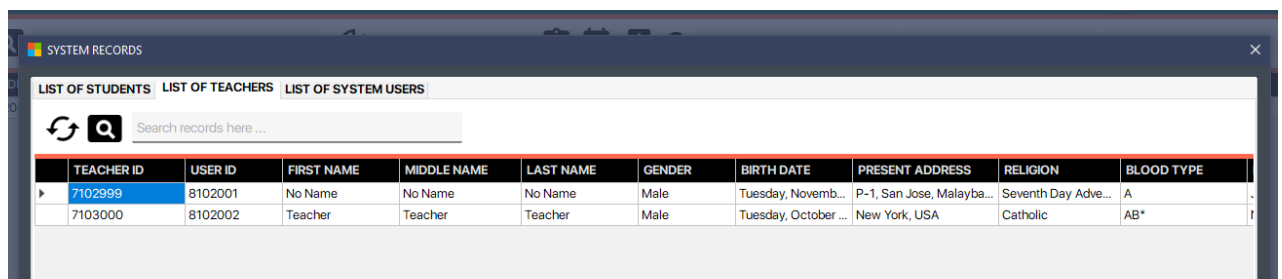 SYSTEM RECORDS
LIST OF STUDENTS LIST OF TEACHERS LIST OF SYSTEM USERS
Search records here ...
TEACHER ID USER ID FIRST NAME MIDDLE NAME LAST NAME GENDER BIRTH DATE PRESENT ADDRESS RELIGION BLOOD TYPE
7102999 8102001 No Name No Name No Name Male Tuesday, Novemb... P-1, San Jose, Malayba... Seventh Day Adve... A
7103000 8102002 Teacher Teacher Teacher Male Tuesday, October ... New York, USA Catholic AB*